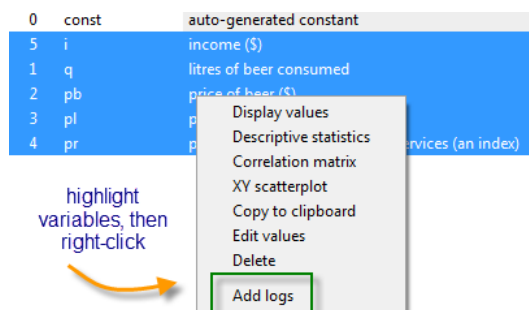 0 const auto-generated constant
5 i income ($)
1 q litres of beer consumed
2 pb price of beer ($)
3 pl p
4 pr p ervices (an index)
Display values
Descriptive statistics
Correlation matrix
XY scatterplot
Copy to clipboard
Edit values
Delete
Add logs
highlight
variables, then
right-click